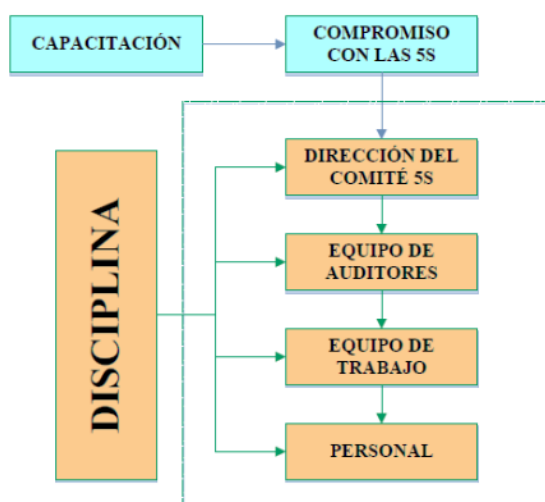 CAPACITACIÓN
COMPROMISO
CON LAS 5S
DISCIPLINA
DIRECCIÓN DEL
COMITÉ 5S
EQUIPO DE
AUDITORES
EQUIPO DE
TRABAJO
PERSONAL